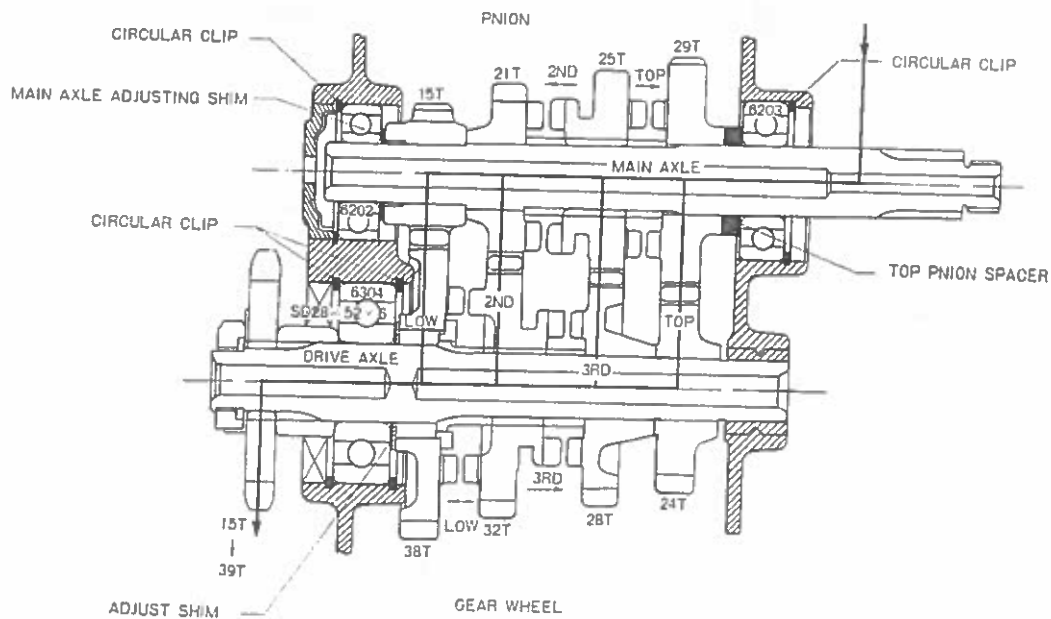 PNION
CIRCULAR CLIP
MAIN AXLE ADJUSTING SHIM
15T
21T
2ND
25T
TOP
29T
CIRCULAR CLIP
6203
MAIN AXLE
6202
CIRCULAR CLIP
TOP PNION SPACER
6304
LOW
2ND
TOP
DRIVE AXLE
3RD
3RD
LOW
38T
32T
28T
24T
15T
39T
ADJUST SHIM
GEAR WHEEL